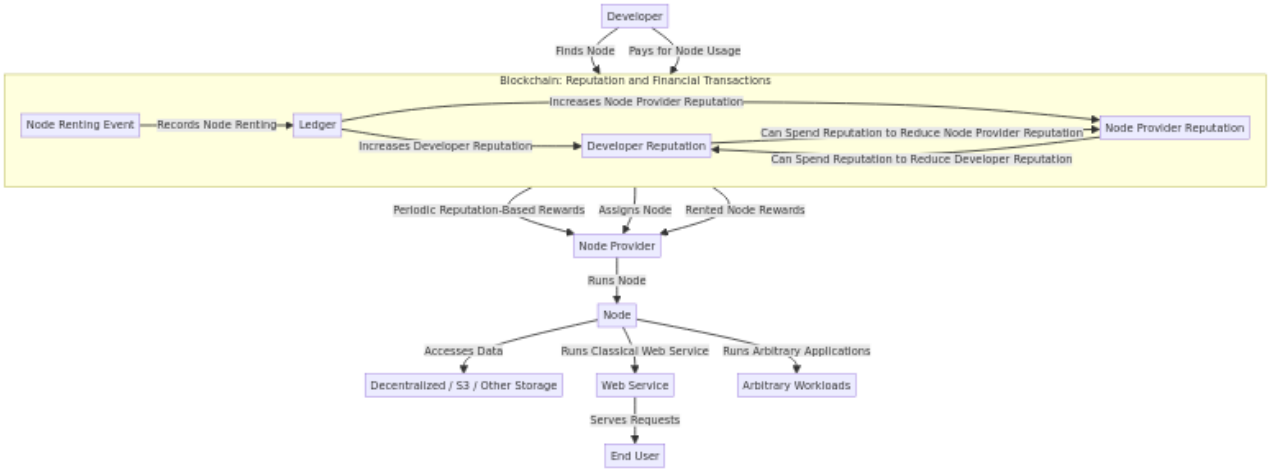 Developer
Finds Node
Pays for Node Usage
Blockchain: Reputation and Financial Transactions
Increases Node Provider Reputation
Node Renting Event
Records Node Renting
Ledger
Can Spend Reputation to Reduce Node Provider Reputation
Node Provider Reputation
Increases Developer Reputation
Developer Reputation
Can Spend Reputation to Reduce Developer Reputation
Periodic Reputation-Based Rewards
Assigns Node
Rented Node Rewards
Node Provider
Runs Node
Node
Accesses Data
Runs Classical Web Service
Runs Arbitrary Applications
Decentralized / S3 / Other Storage
Web Service
Arbitrary Workloads
Serves Requests
End User